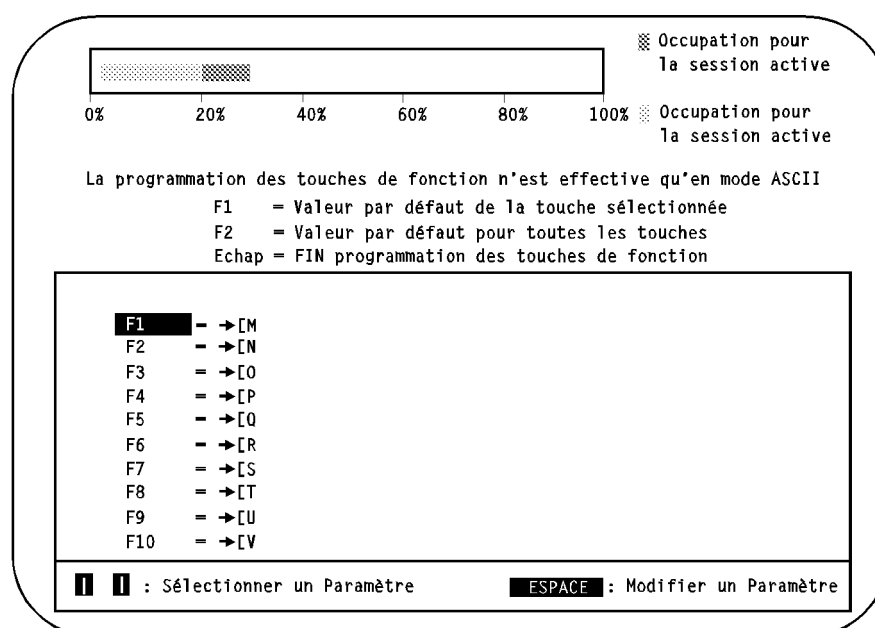 Occupation pour
la session active
0% 20% 40% 60% 80% 100%
Occupation pour
la session active
La programmation des touches de fonction n'est effective qu'en mode ASCII
F1 = Valeur par défaut de la touche sélectionnée
F2 = Valeur par défaut pour toutes les touches
Echap = FIN programmation des touches de fonction
F1 = →[M
F2 = →[N
F3 = →[O
F4 = →[P
F5 = →[Q
F6 = →[R
F7 = →[S
F8 = →[T
F9 = →[U
F10 = →[V
: Sélectionner un Paramètre ESPACE : Modifier un Paramètre